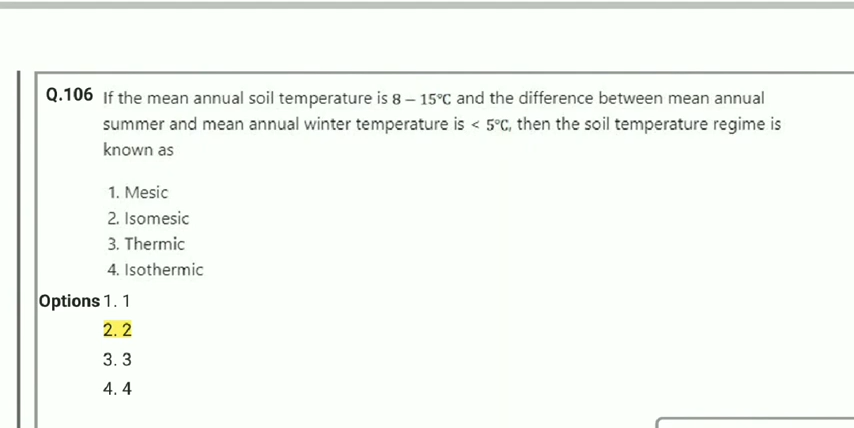 Q.106 If the mean annual soil temperature is 8 – 15°C and the difference between mean annual
summer and mean annual winter temperature is < 5°C, then the soil temperature regime is
known as
1. Mesic
2. Isomesic
3. Thermic
4. Isothermic
Options 1. 1
2. 2
3. 3
4. 4